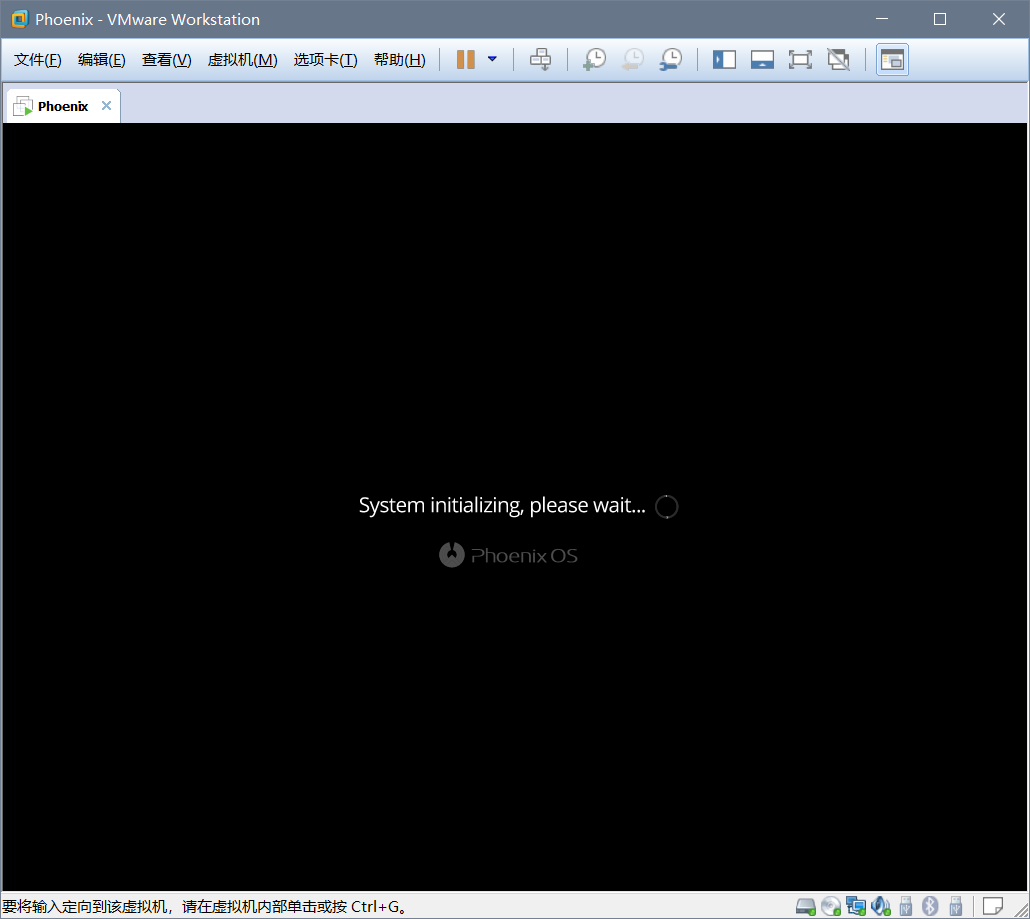 Phoenix - VMware Workstation
文件(F) 编辑(E) 查看(V) 虚拟机(M) 选项卡(T) 帮助(H)
Phoenix
System initializing, please wait...
Phoenix OS
要将输入定向到该虚拟机，请在虚拟机内部单击或按 Ctrl+G。